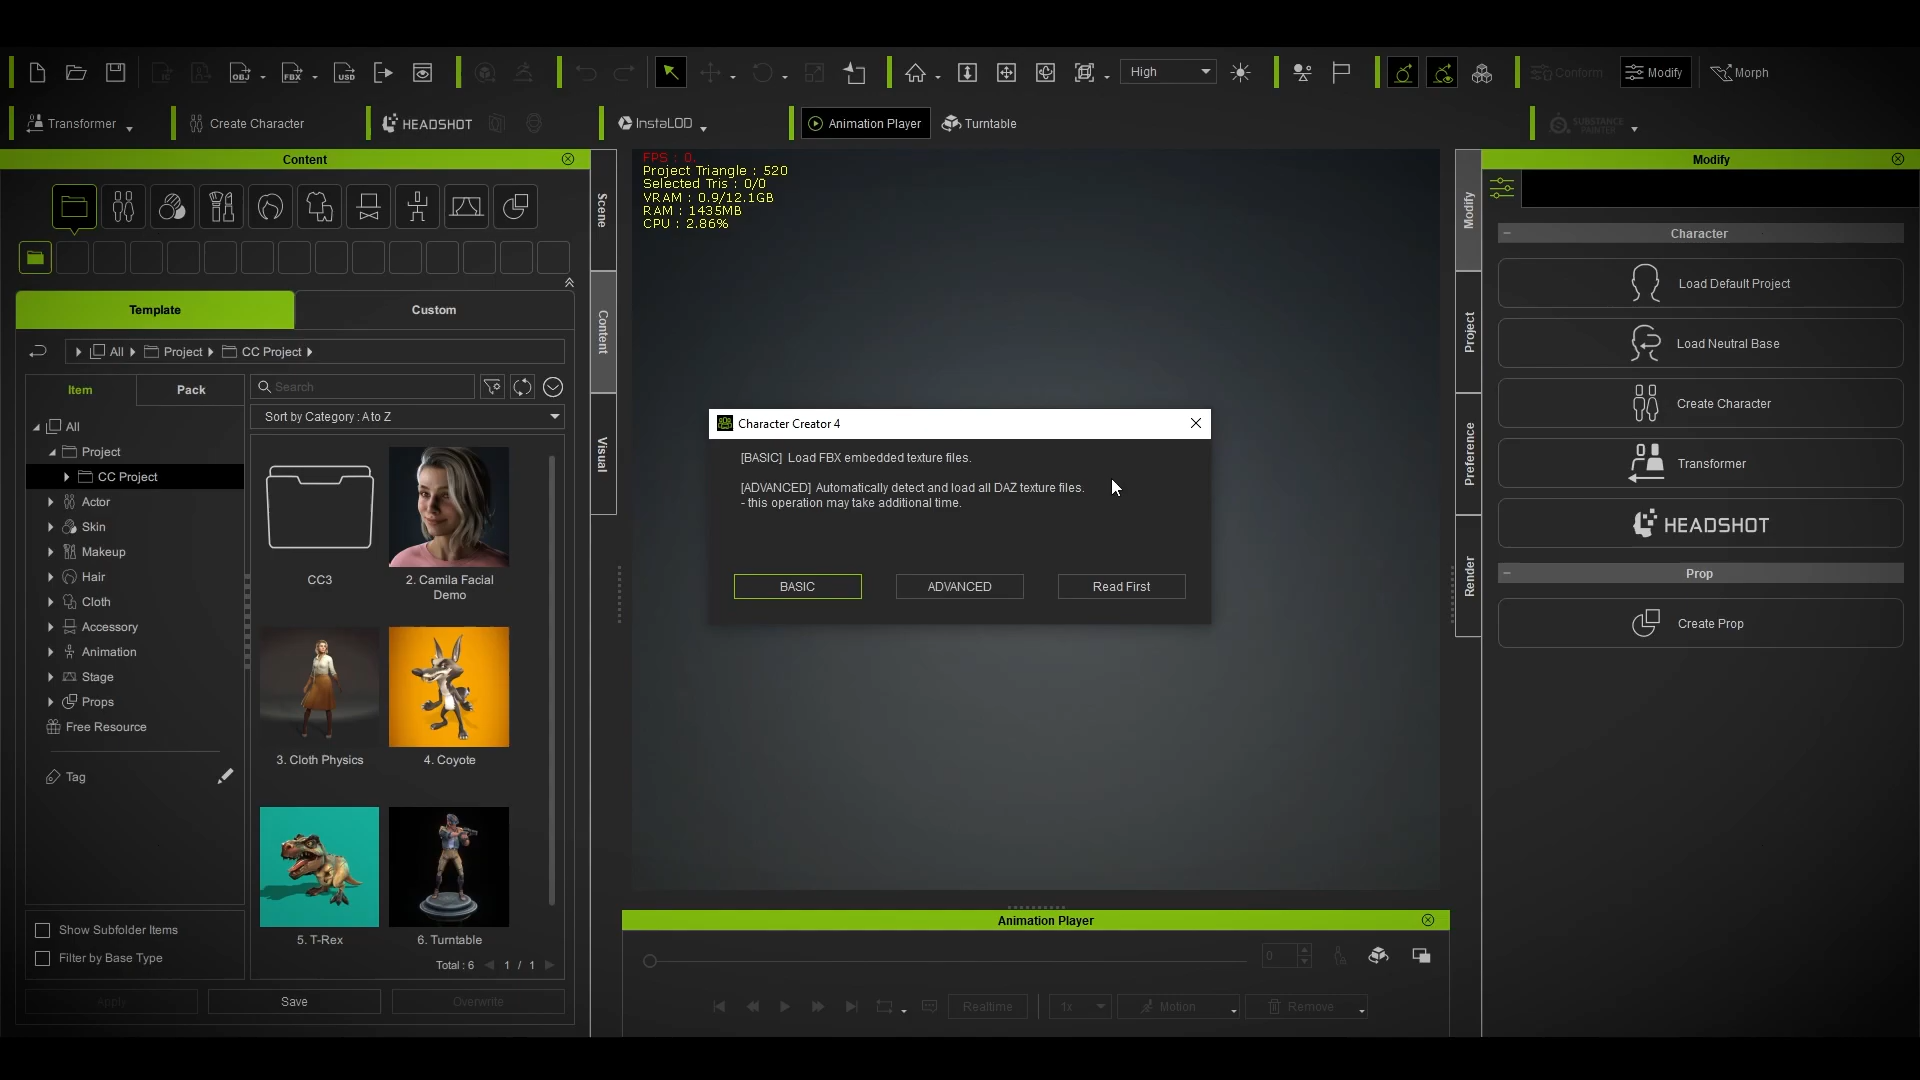 OBJ
FBX
USD
High
Conform
Modify
Morph
Transformer
Create Character
HEADSHOT
InstaLOD
Animation Player
Turntable
SUBSTANCE
PAINTER
Content
Template
Custom
All
Project
CC Project
Item
Pack
Search
Sort by Category : A to Z
All
Project
CC Project
Actor
Skin
Makeup
Hair
Cloth
Accessory
Animation
Stage
Props
Free Resource
Tag
Show Subfolder Items
Filter by Base Type
CC3
2. Camila Facial
Demo
3. Cloth Physics
4. Coyote
5. T-Rex
6. Turntable
Total : 6
1 / 1
Apply
Save
Overwrite
Scene
Content
Visual
FPS : 0.
Project Triangle : 520
Selected Tris : 0/0
VRAM : 0.9/12.1GB
RAM : 1435MB
CPU : 2.86%
Character Creator 4
[BASIC] Load FBX embedded texture files.
[ADVANCED] Automatically detect and load all DAZ texture files.
- this operation may take additional time.
BASIC
ADVANCED
Read First
Animation Player
0
Realtime
1x
Motion
Remove
Modify
Project
Preference
Render
Modify
Character
Load Default Project
Load Neutral Base
Create Character
Transformer
HEADSHOT
Prop
Create Prop